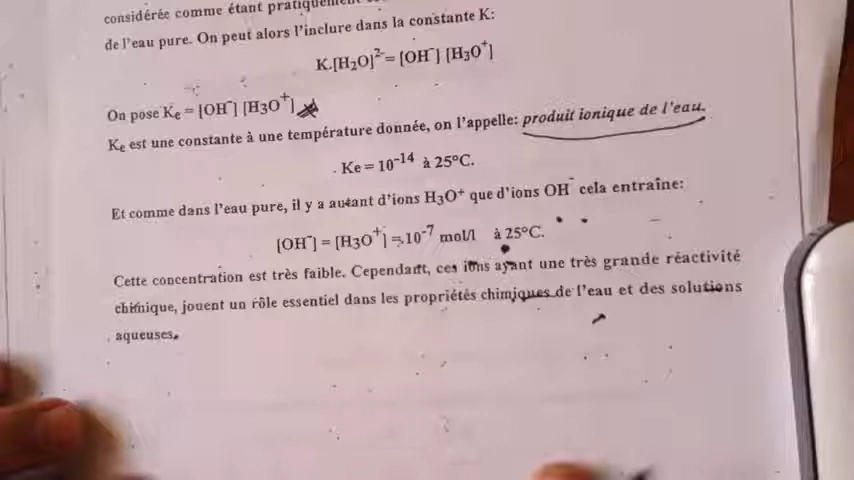 considérée comme étant pratiquement
de l'eau pure. On peut alors l'inclure dans la constante K:
K.[H₂O]²⁻ = [OH⁻] [H₃O⁺]
On pose Ke = [OH⁻] [H3O⁺]
Ke est une constante à une température donnée, on l'appelle: produit ionique de l'eau.
Ke = 10⁻¹⁴ à 25°C.
Et comme dans l'eau pure, il y a autant d'ions H₃O⁺ que d'ions OH⁻ cela entraîne:
[OH⁻] = [H₃O⁺] = 10⁻⁷ mol/l à 25°C.
Cette concentration est très faible. Cependant, ces ions ayant une très grande réactivité
chimique, jouent un rôle essentiel dans les propriétés chimiques de l'eau et des solutions
aqueuses.